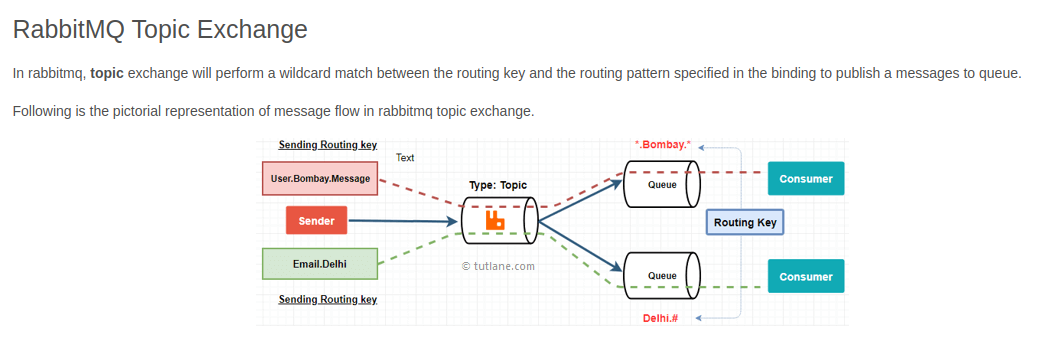 RabbitMQ Topic Exchange
In rabbitmq, topic exchange will perform a wildcard match between the routing key and the routing pattern specified in the binding to publish a messages to queue.
Following is the pictorial representation of message flow in rabbitmq topic exchange.
Sending Routing key
Text
*.Bombay.*
User.Bombay.Message
Type: Topic
Queue
Consumer
Sender
Routing Key
Email.Delhi
© tutlane.com
Queue
Consumer
Sending Routing key
Delhi.#